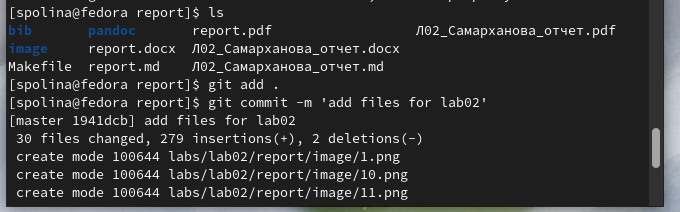 [spolina@fedora report]$ ls
bib pandoc report.pdf Л02_Самарханова_отчет.pdf
image report.docx Л02_Самарханова_отчет.docx
Makefile report.md Л02_Самарханова_отчет.md
[spolina@fedora report]$ git add .
[spolina@fedora report]$ git commit -m 'add files for lab02'
[master 1941dcb] add files for lab02
30 files changed, 279 insertions(+), 2 deletions(-)
create mode 100644 labs/lab02/report/image/1.png
create mode 100644 labs/lab02/report/image/10.png
create mode 100644 labs/lab02/report/image/11.png